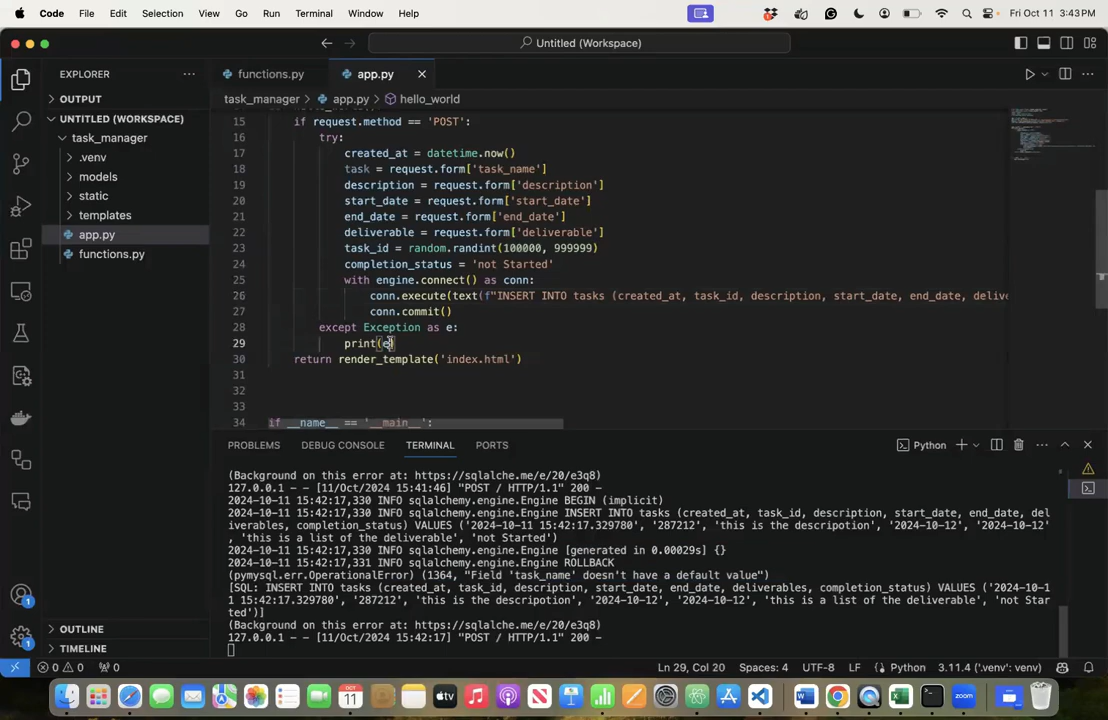 Code File Edit Selection View Go Run Terminal Window Help Fri Oct 11 3:43 PM
Untitled (Workspace)
EXPLORER
functions.py
app.py
OUTPUT
task_manager
app.py
hello_world
UNTITLED (WORKSPACE)
task_manager
.venv
models
static
templates
app.py
functions.py
15 if request.method == 'POST':
16 try:
17 created_at = datetime.now()
18 task = request.form['task_name']
19 description = request.form['description']
20 start_date = request.form['start_date']
21 end_date = request.form['end_date']
22 deliverable = request.form['deliverable']
23 task_id = random.randint(100000, 999999)
24 completion_status = 'not Started'
25 with engine.connect() as conn:
26 conn.execute(text(f"INSERT INTO tasks (created_at, task_id, description, start_date, end_date, delive
27 conn.commit()
28 except Exception as e:
29 print(e)
30 return render_template('index.html')
31
32
33
34 if __name__ == '__main__':
PROBLEMS DEBUG CONSOLE TERMINAL PORTS Python
(Background on this error at: https://sqlalche.me/e/20/e3q8)
127.0.0.1 - - [11/Oct/2024 15:41:46] "POST / HTTP/1.1" 200 -
2024-10-11 15:42:17,330 INFO sqlalchemy.engine.Engine BEGIN (implicit)
2024-10-11 15:42:17,330 INFO sqlalchemy.engine.Engine INSERT INTO tasks (created_at, task_id, description, start_date, end_date, del
iverables, completion_status) VALUES ('2024-10-11 15:42:17.329780', '287212', 'this is the descripotion', '2024-10-12', '2024-10-12'
, 'this is a list of the deliverable', 'not Started')
2024-10-11 15:42:17,330 INFO sqlalchemy.engine.Engine [generated in 0.00029s] {}
2024-10-11 15:42:17,331 INFO sqlalchemy.engine.Engine ROLLBACK
(pymysql.err.OperationalError) (1364, "Field 'task_name' doesn't have a default value")
[SQL: INSERT INTO tasks (created_at, task_id, description, start_date, end_date, deliverables, completion_status) VALUES ('2024-10-1
1 15:42:17.329780', '287212', 'this is the descripotion', '2024-10-12', '2024-10-12', 'this is a list of the deliverable', 'not Star
ted')]
(Background on this error at: https://sqlalche.me/e/20/e3q8)
127.0.0.1 - - [11/Oct/2024 15:42:17] "POST / HTTP/1.1" 200 -
OUTLINE
TIMELINE
0 0 0 Ln 29, Col 20 Spaces: 4 UTF-8 LF Python 3.11.4 ('.venv': venv)